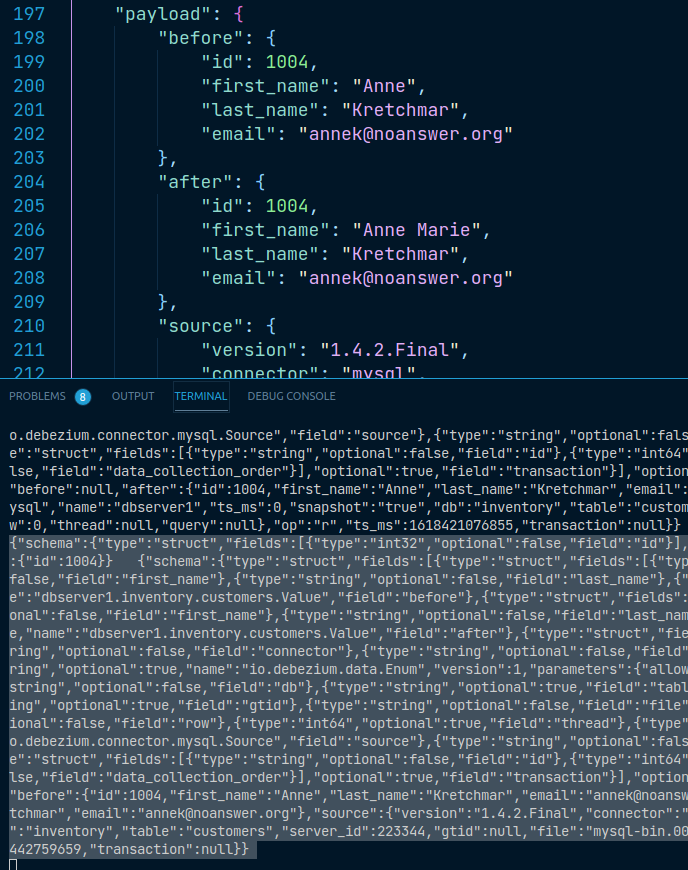 197 "payload": {
198 "before": {
199 "id": 1004,
200 "first_name": "Anne",
201 "last_name": "Kretchmar",
202 "email": "annek@noanswer.org"
203 },
204 "after": {
205 "id": 1004,
206 "first_name": "Anne Marie",
207 "last_name": "Kretchmar",
208 "email": "annek@noanswer.org"
209 },
210 "source": {
211 "version": "1.4.2.Final",
212 "connector": "mysql",
PROBLEMS 8 OUTPUT TERMINAL DEBUG CONSOLE
o.debezium.connector.mysql.Source","field":"source"},{"type":"string","optional":fals
e":"struct","fields":[{"type":"string","optional":false,"field":"id"},{"type":"int64"
lse,"field":"data_collection_order"}],"optional":true,"field":"transaction"}],"option
"before":null,"after":{"id":1004,"first_name":"Anne","last_name":"Kretchmar","email":
ysql","name":"dbserver1","ts_ms":0,"snapshot":"true","db":"inventory","table":"custom
w":0,"thread":null,"query":null},"op":"r","ts_ms":1618421076855,"transaction":null}}
{"schema":{"type":"struct","fields":[{"type":"int32","optional":false,"field":"id"}],
:{"id":1004}} {"schema":{"type":"struct","fields":[{"type":"struct","fields":[{"typ
false,"field":"first_name"},{"type":"string","optional":false,"field":"last_name"},{"
e":"dbserver1.inventory.customers.Value","field":"before"},{"type":"struct","fields":
onal":false,"field":"first_name"},{"type":"string","optional":false,"field":"last_nam
e,"name":"dbserver1.inventory.customers.Value","field":"after"},{"type":"struct","fie
ring","optional":false,"field":"connector"},{"type":"string","optional":false,"field"
ring","optional":true,"name":"io.debezium.data.Enum","version":1,"parameters":{"allow
string","optional":false,"field":"db"},{"type":"string","optional":true,"field":"tabl
ing","optional":true,"field":"gtid"},{"type":"string","optional":false,"field":"file"
ional":false,"field":"row"},{"type":"int64","optional":true,"field":"thread"},{"type"
o.debezium.connector.mysql.Source","field":"source"},{"type":"string","optional":fals
e":"struct","fields":[{"type":"string","optional":false,"field":"id"},{"type":"int64"
lse,"field":"data_collection_order"}],"optional":true,"field":"transaction"}],"option
"before":{"id":1004,"first_name":"Anne","last_name":"Kretchmar","email":"annek@noansw
tchmar","email":"annek@noanswer.org"},"source":{"version":"1.4.2.Final","connector":"
":"inventory","table":"customers","server_id":223344,"gtid":null,"file":"mysql-bin.00
442759659,"transaction":null}}